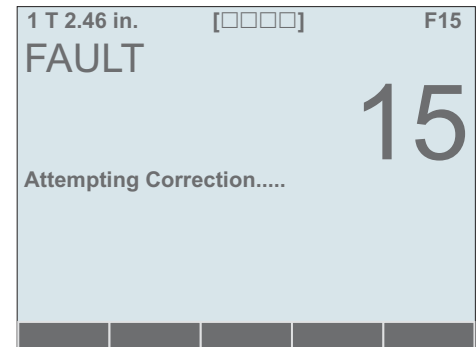 1 T 2.46 in. [□□□□] F15
FAULT
15
Attempting Correction.....